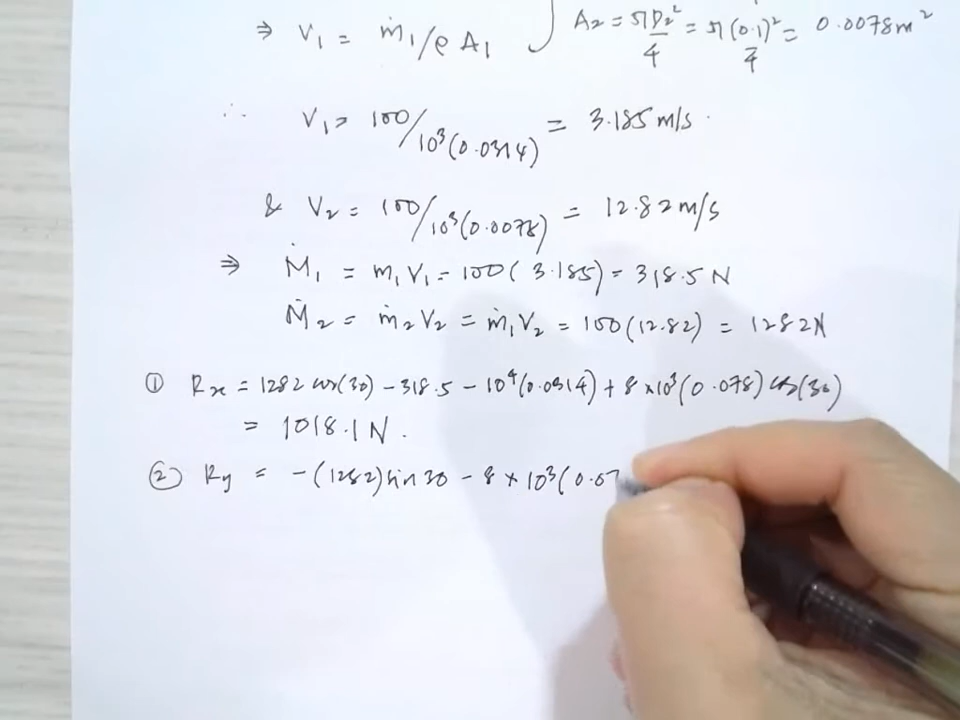 ⇒ V₁ = ṁ₁/ρ A₁ ⌡ A₂ = πD₂²/4 = π(0.1)²/4 = 0.0078 m²
∴ V₁ = 100/10³(0.0314) = 3.185 m/s.
& V₂ = 100/10³(0.0078) = 12.82 m/s
⇒ Ṁ₁ = m₁V₁ = 100(3.185) = 318.5 N
Ṁ₂ = ṁ₂V₂ = ṁ₁V₂ = 100(12.82) = 1282 N
① Rx = 1282 cos(30) - 318.5 - 10⁴(0.0314) + 8×10³(0.078) cos(30)
= 1018.1 N.
② Ry = -(1282) sin 30 - 8 × 10³(0.07